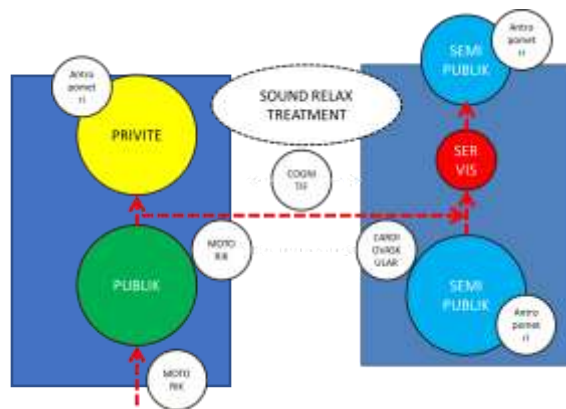 Antro
pomet
ri
PRIVITE
SOUND RELAX
TREATMENT
SEMI
PUBLIK
Antro
pomet
ri
SER
VIS
COGNI
TIF
MOTO
RIK
CARDI
OVASK
ULAR
PUBLIK
SEMI
PUBLIK
Antro
pomet
ri
MOTO
RIK